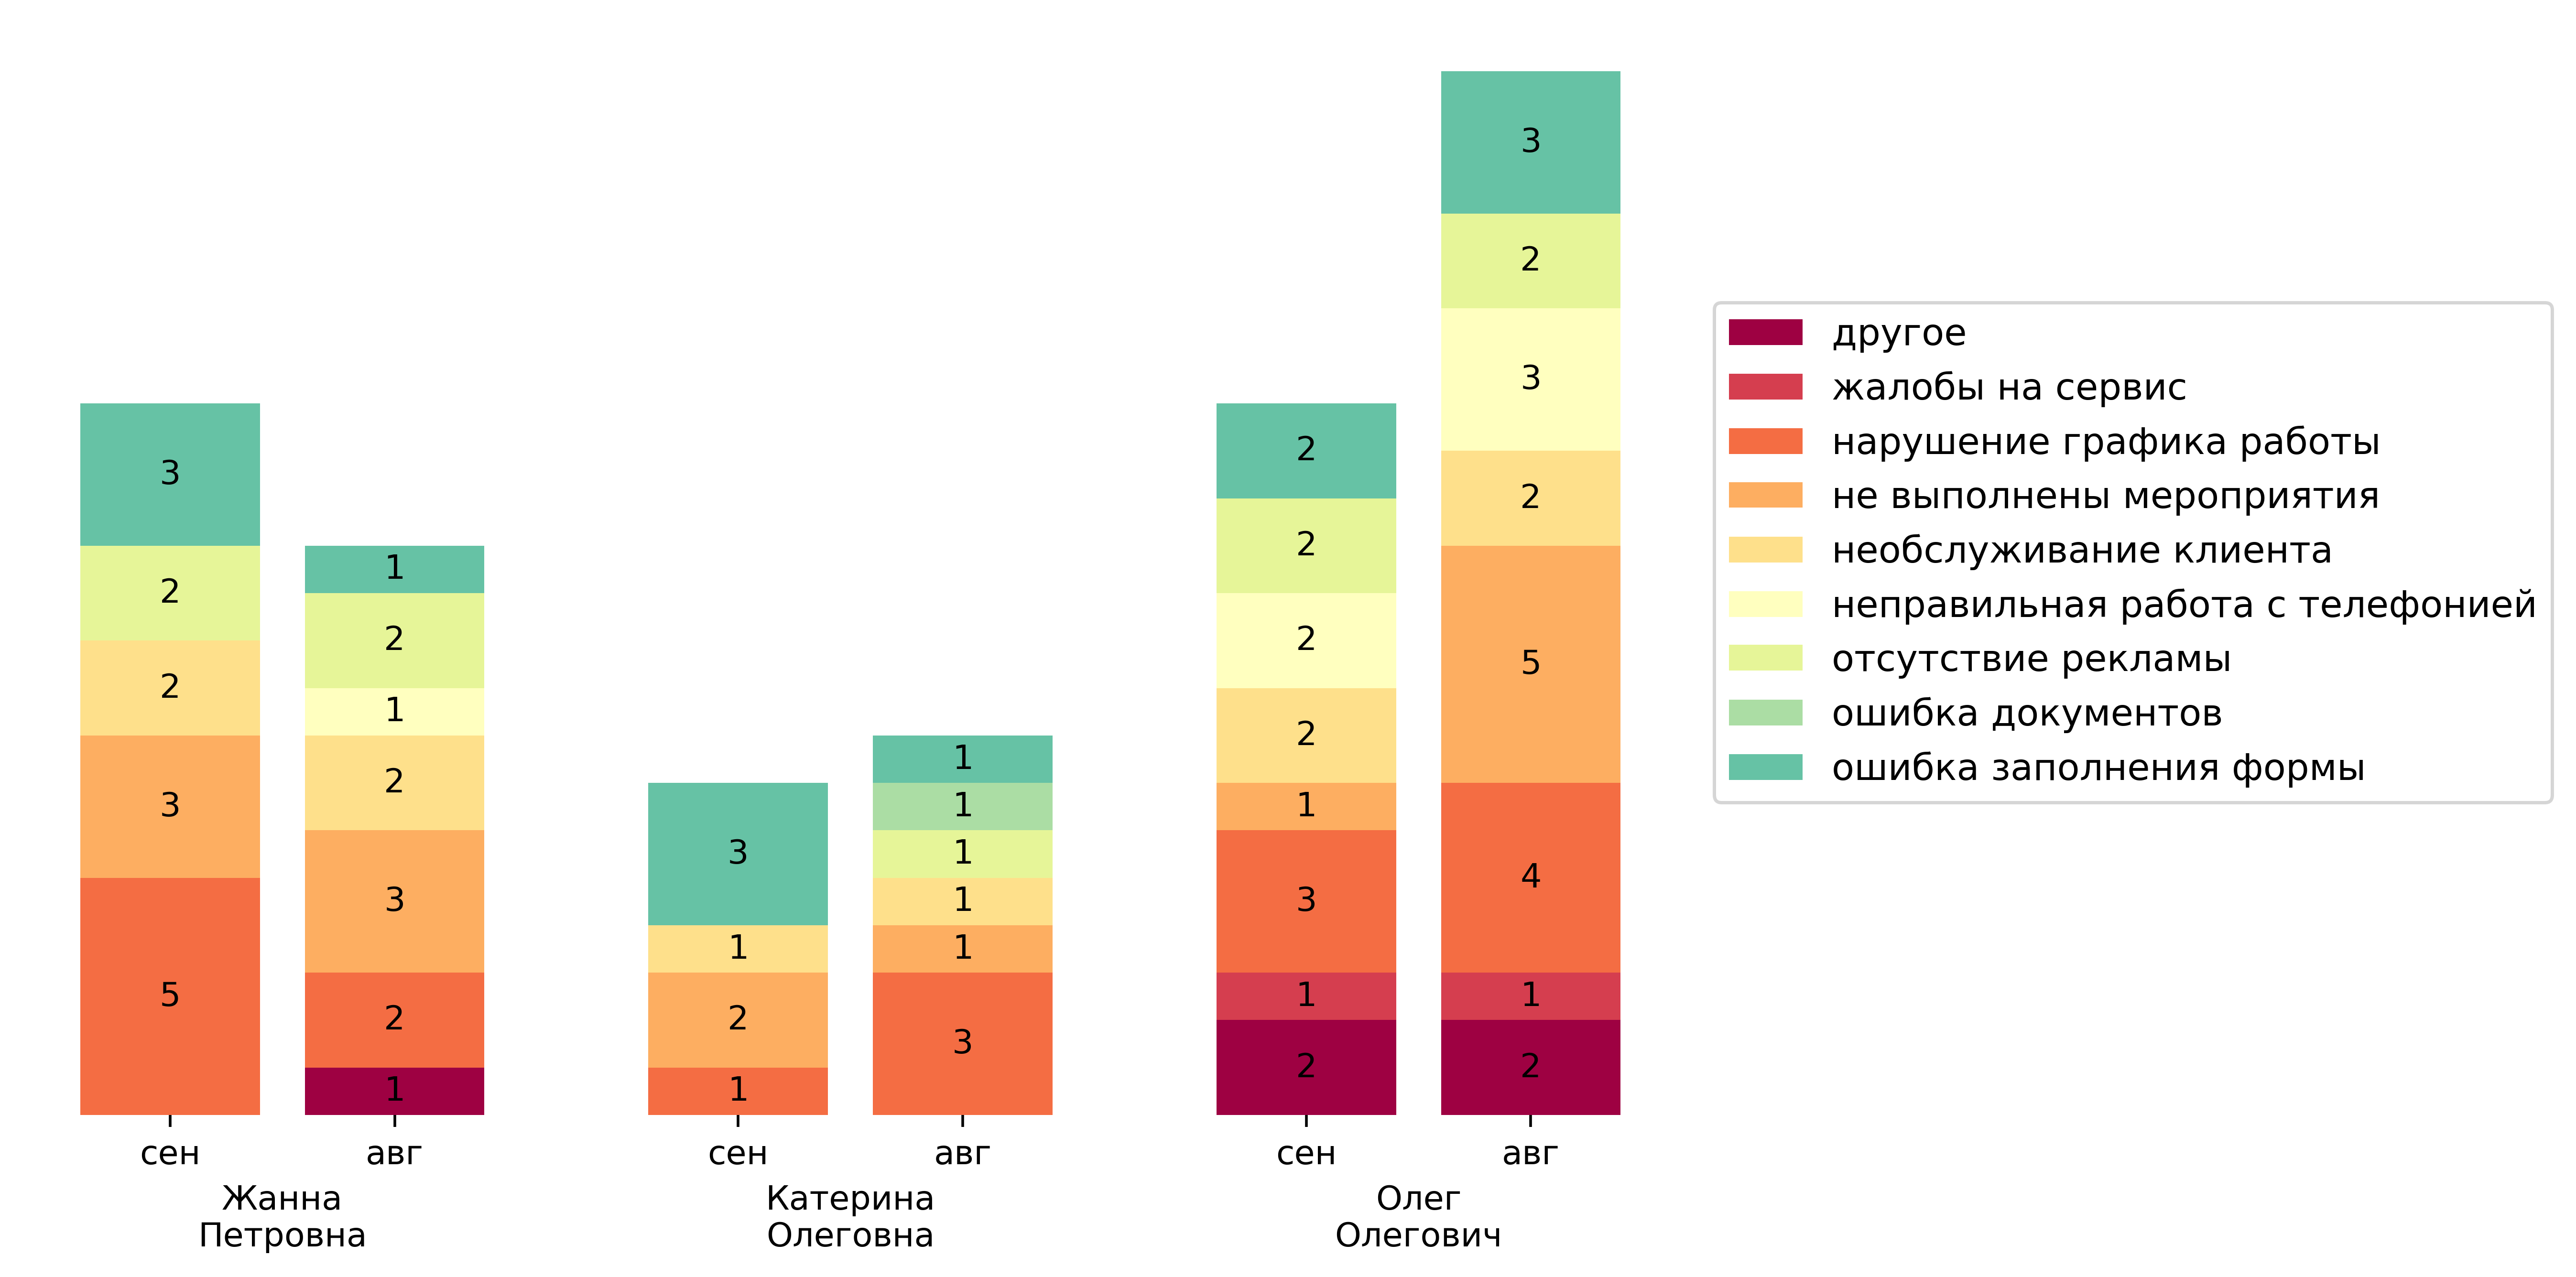 3
2
2
3
5
1
2
1
2
3
2
1
3
1
2
1
1
1
1
1
1
3
2
2
2
2
1
3
1
2
3
2
3
2
5
4
1
2
сен
авг
сен
авг
сен
авг
Жанна
Петровна
Катерина
Олеговна
Олег
Олегович
другое
жалобы на сервис
нарушение графика работы
не выполнены мероприятия
необслуживание клиента
неправильная работа с телефонией
отсутствие рекламы
ошибка документов
ошибка заполнения формы